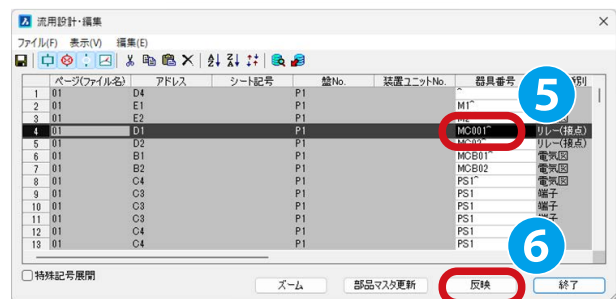 流用設計・編集
ファイル(F) 表示(V) 編集(E)
ページ(ファイル名) アドレス シート記号 盤No. 装置ユニットNo. 器具番号 別
1 01 D4 P1 ^
2 01 E1 P1 M1^
3 01 E2 P1 M2
4 01 D1 P1 MC001^ リレー(接点)
5 01 D2 P1 MC02^ リレー(接点)
6 01 B1 P1 MCB01^ 電気図
7 01 B2 P1 MCB02 電気図
8 01 C4 P1 PS1^ 電気図
9 01 C3 P1 PS1 端子
10 01 C3 P1 PS1 端子
11 01 C3 P1 PS1 端子
12 01 C4 P1 PS1
13 01 C4 P1 PS1
5
6
特殊記号展開
ズーム 部品マスタ更新 反映 終了